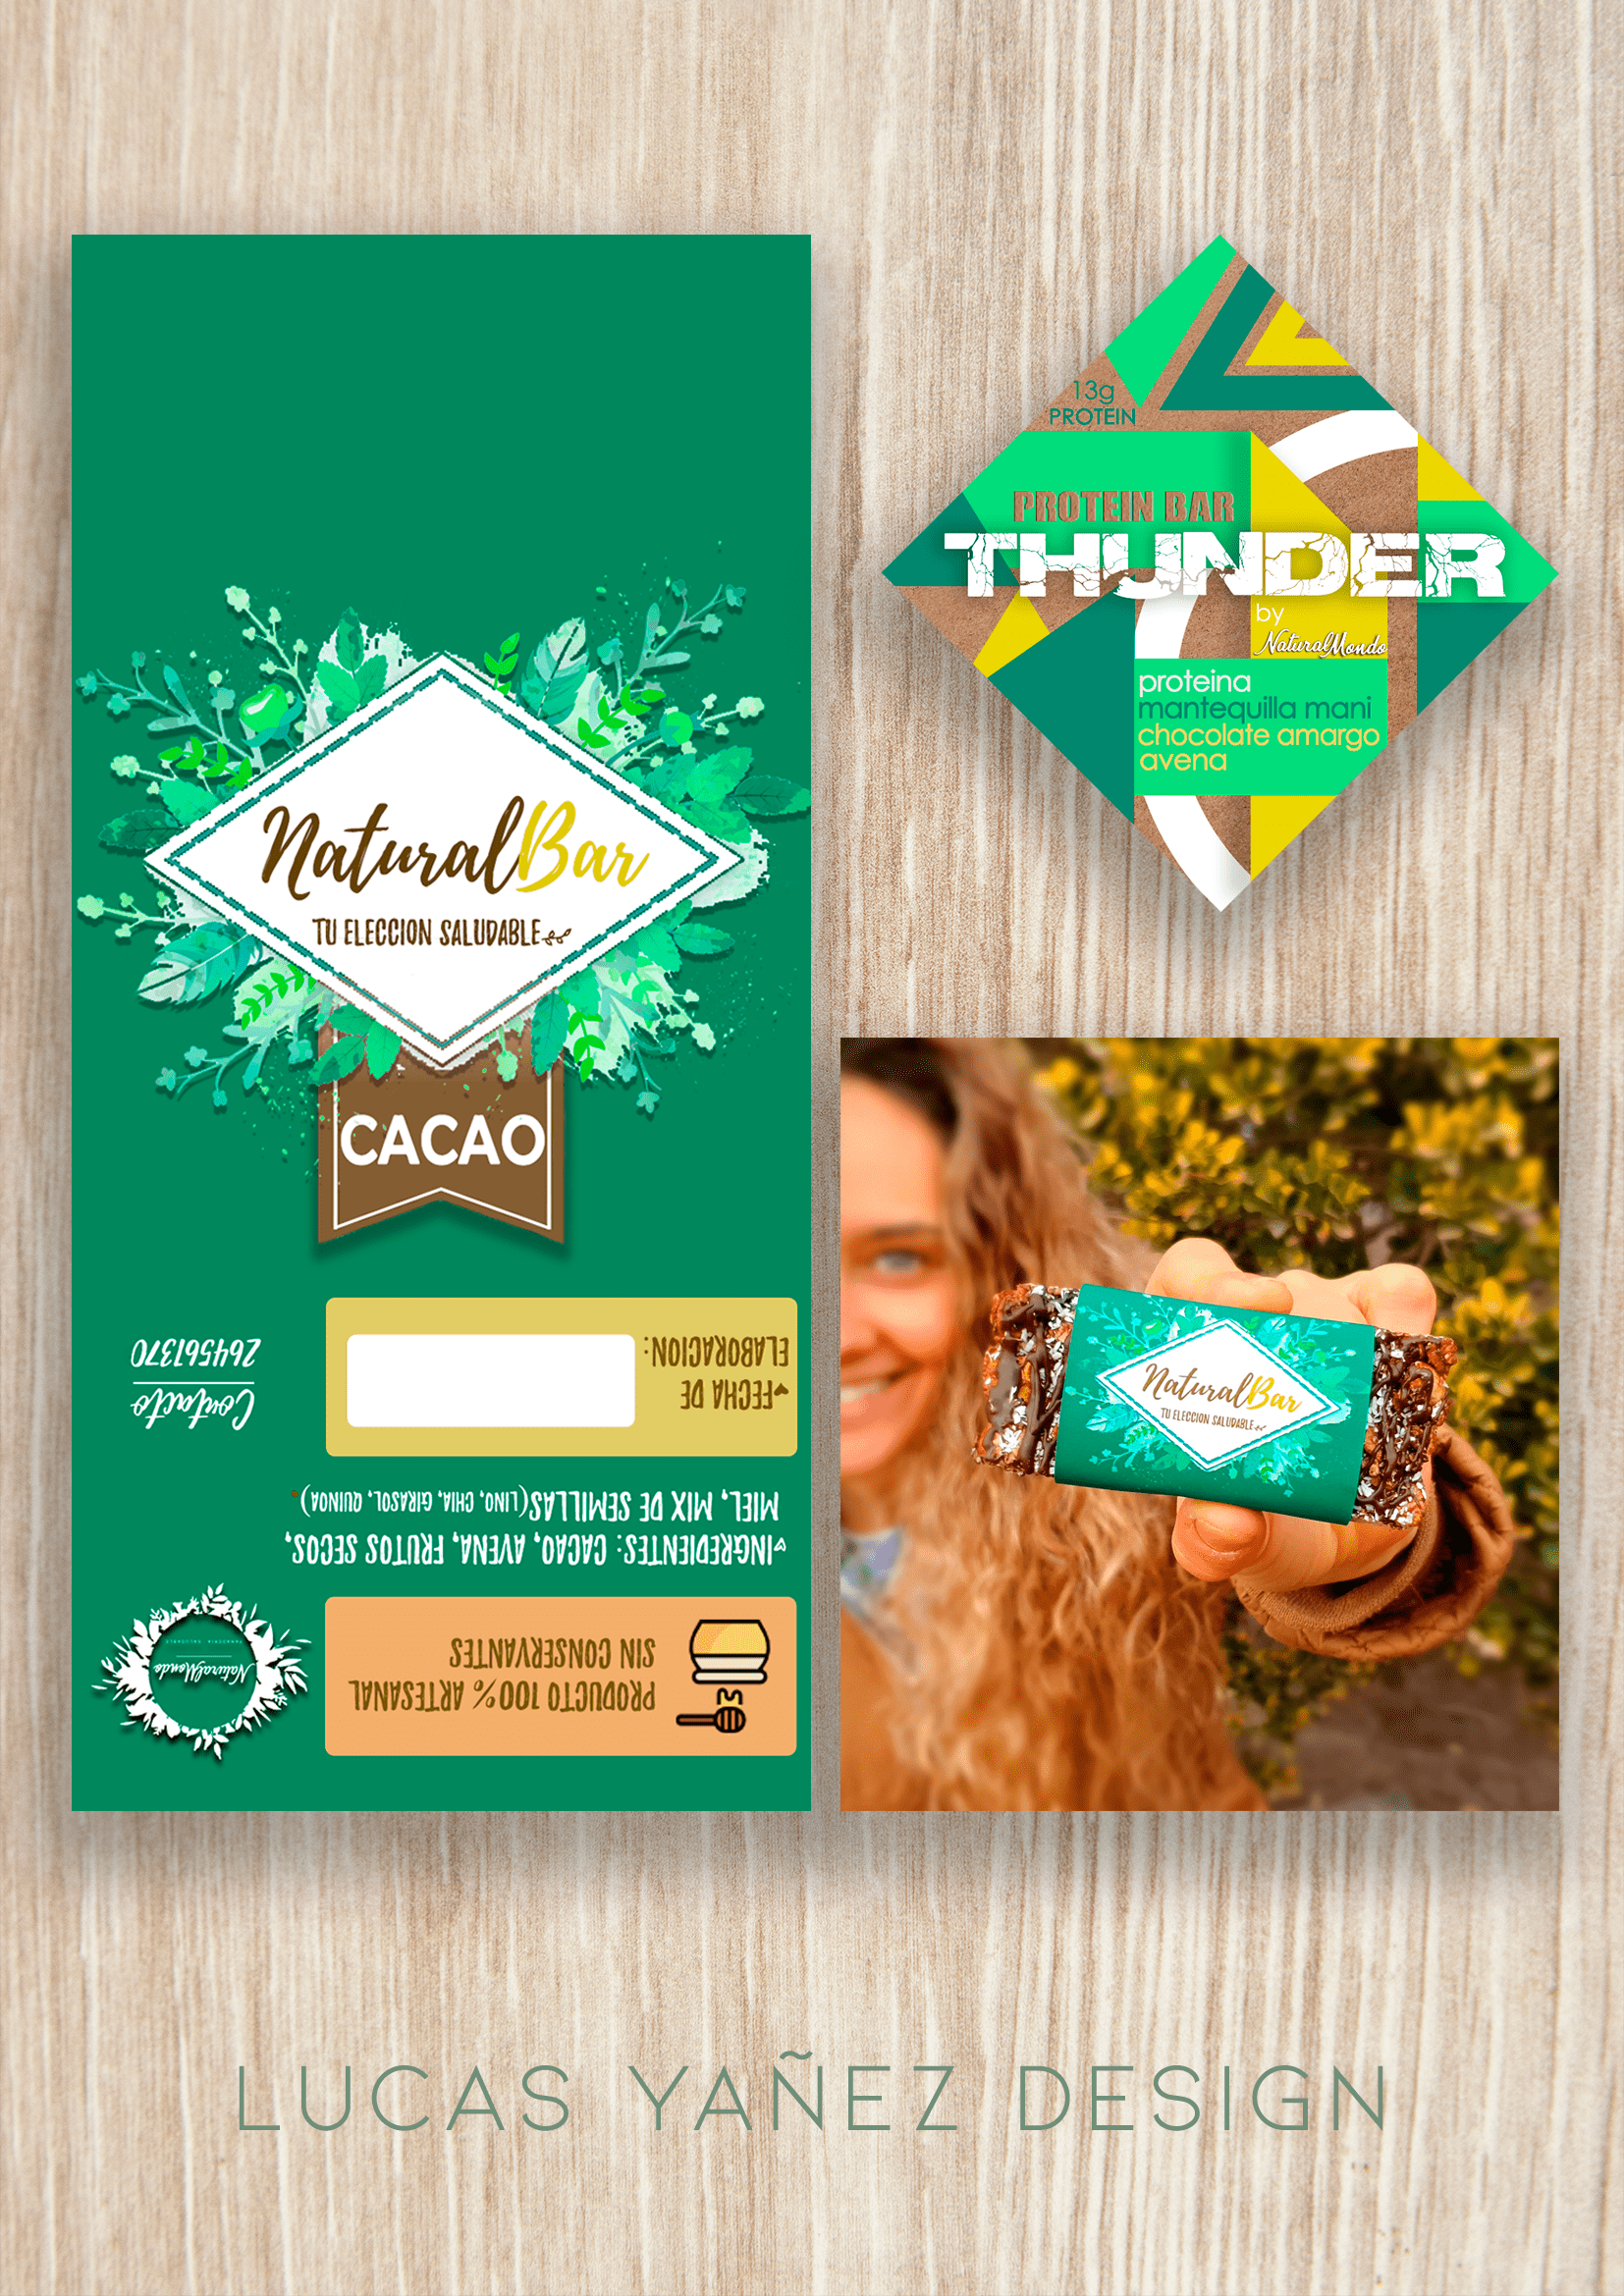 NaturalBar
TU ELECCION SALUDABLE
CACAO
PRODUCTO 100% ARTESANAL
SIN CONSERVANTES
NaturalMondo
INGREDIENTES: CACAO, AVENA, FRUTOS SECOS,
MIEL, MIX DE SEMILLAS(LINO, CHIA, GIRASOL, QUINOA)
FECHA DE
ELABORACION:
Contacto
264561370
13g
PROTEIN
PROTEIN BAR
THUNDER
by
NaturalMondo
proteina
mantequilla mani
chocolate amargo
avena
NaturalBar
TU ELECCION SALUDABLE
LUCAS YAÑEZ DESIGN